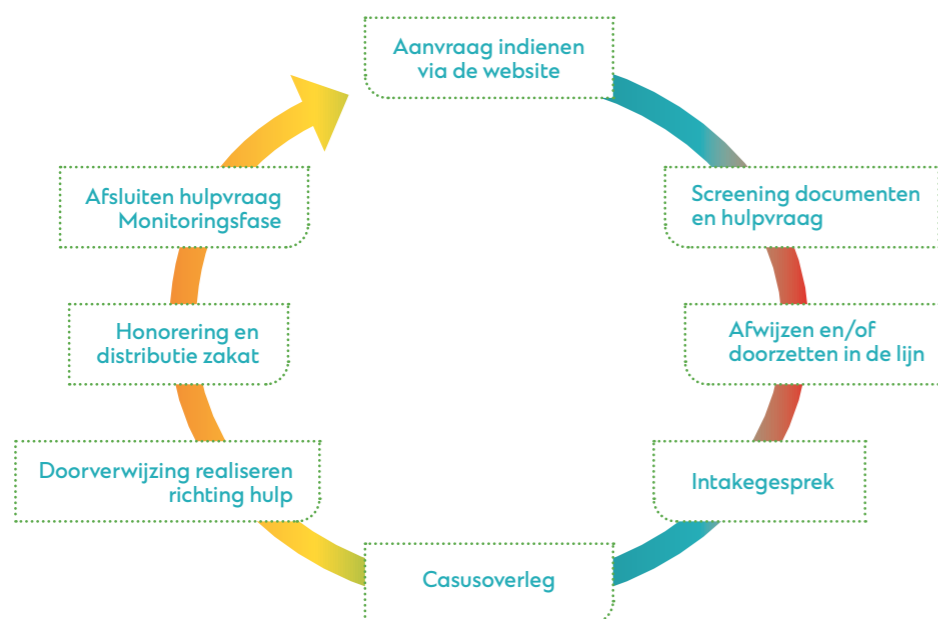 Aanvraag indienen
via de website
Screening documenten
en hulpvraag
Afwijzen en/of
doorzetten in de lijn
Intakegesprek
Casusoverleg
Doorverwijzing realiseren
richting hulp
Honorering en
distributie zakat
Afsluiten hulpvraag
Monitoringsfase